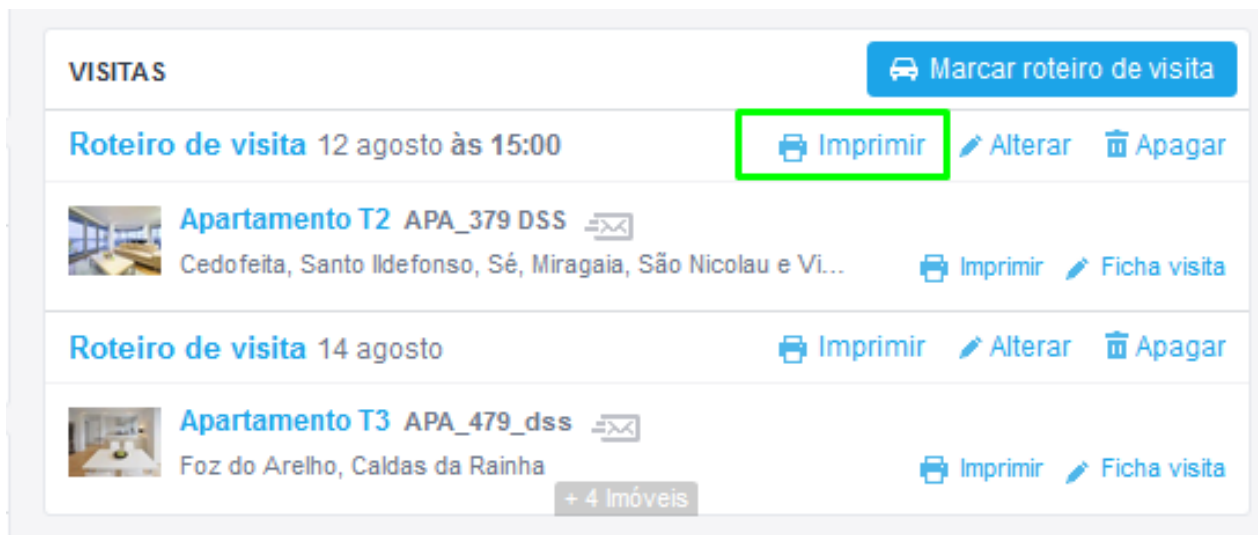 VISITAS
Marcar roteiro de visita
Roteiro de visita 12 agosto às 15:00 Imprimir Alterar Apagar
Apartamento T2 APA_379 DSS
Cedofeita, Santo Ildefonso, Sé, Miragaia, São Nicolau e Vi... Imprimir Ficha visita
Roteiro de visita 14 agosto Imprimir Alterar Apagar
Apartamento T3 APA_479_dss
Foz do Arelho, Caldas da Rainha Imprimir Ficha visita
+ 4 Imóveis